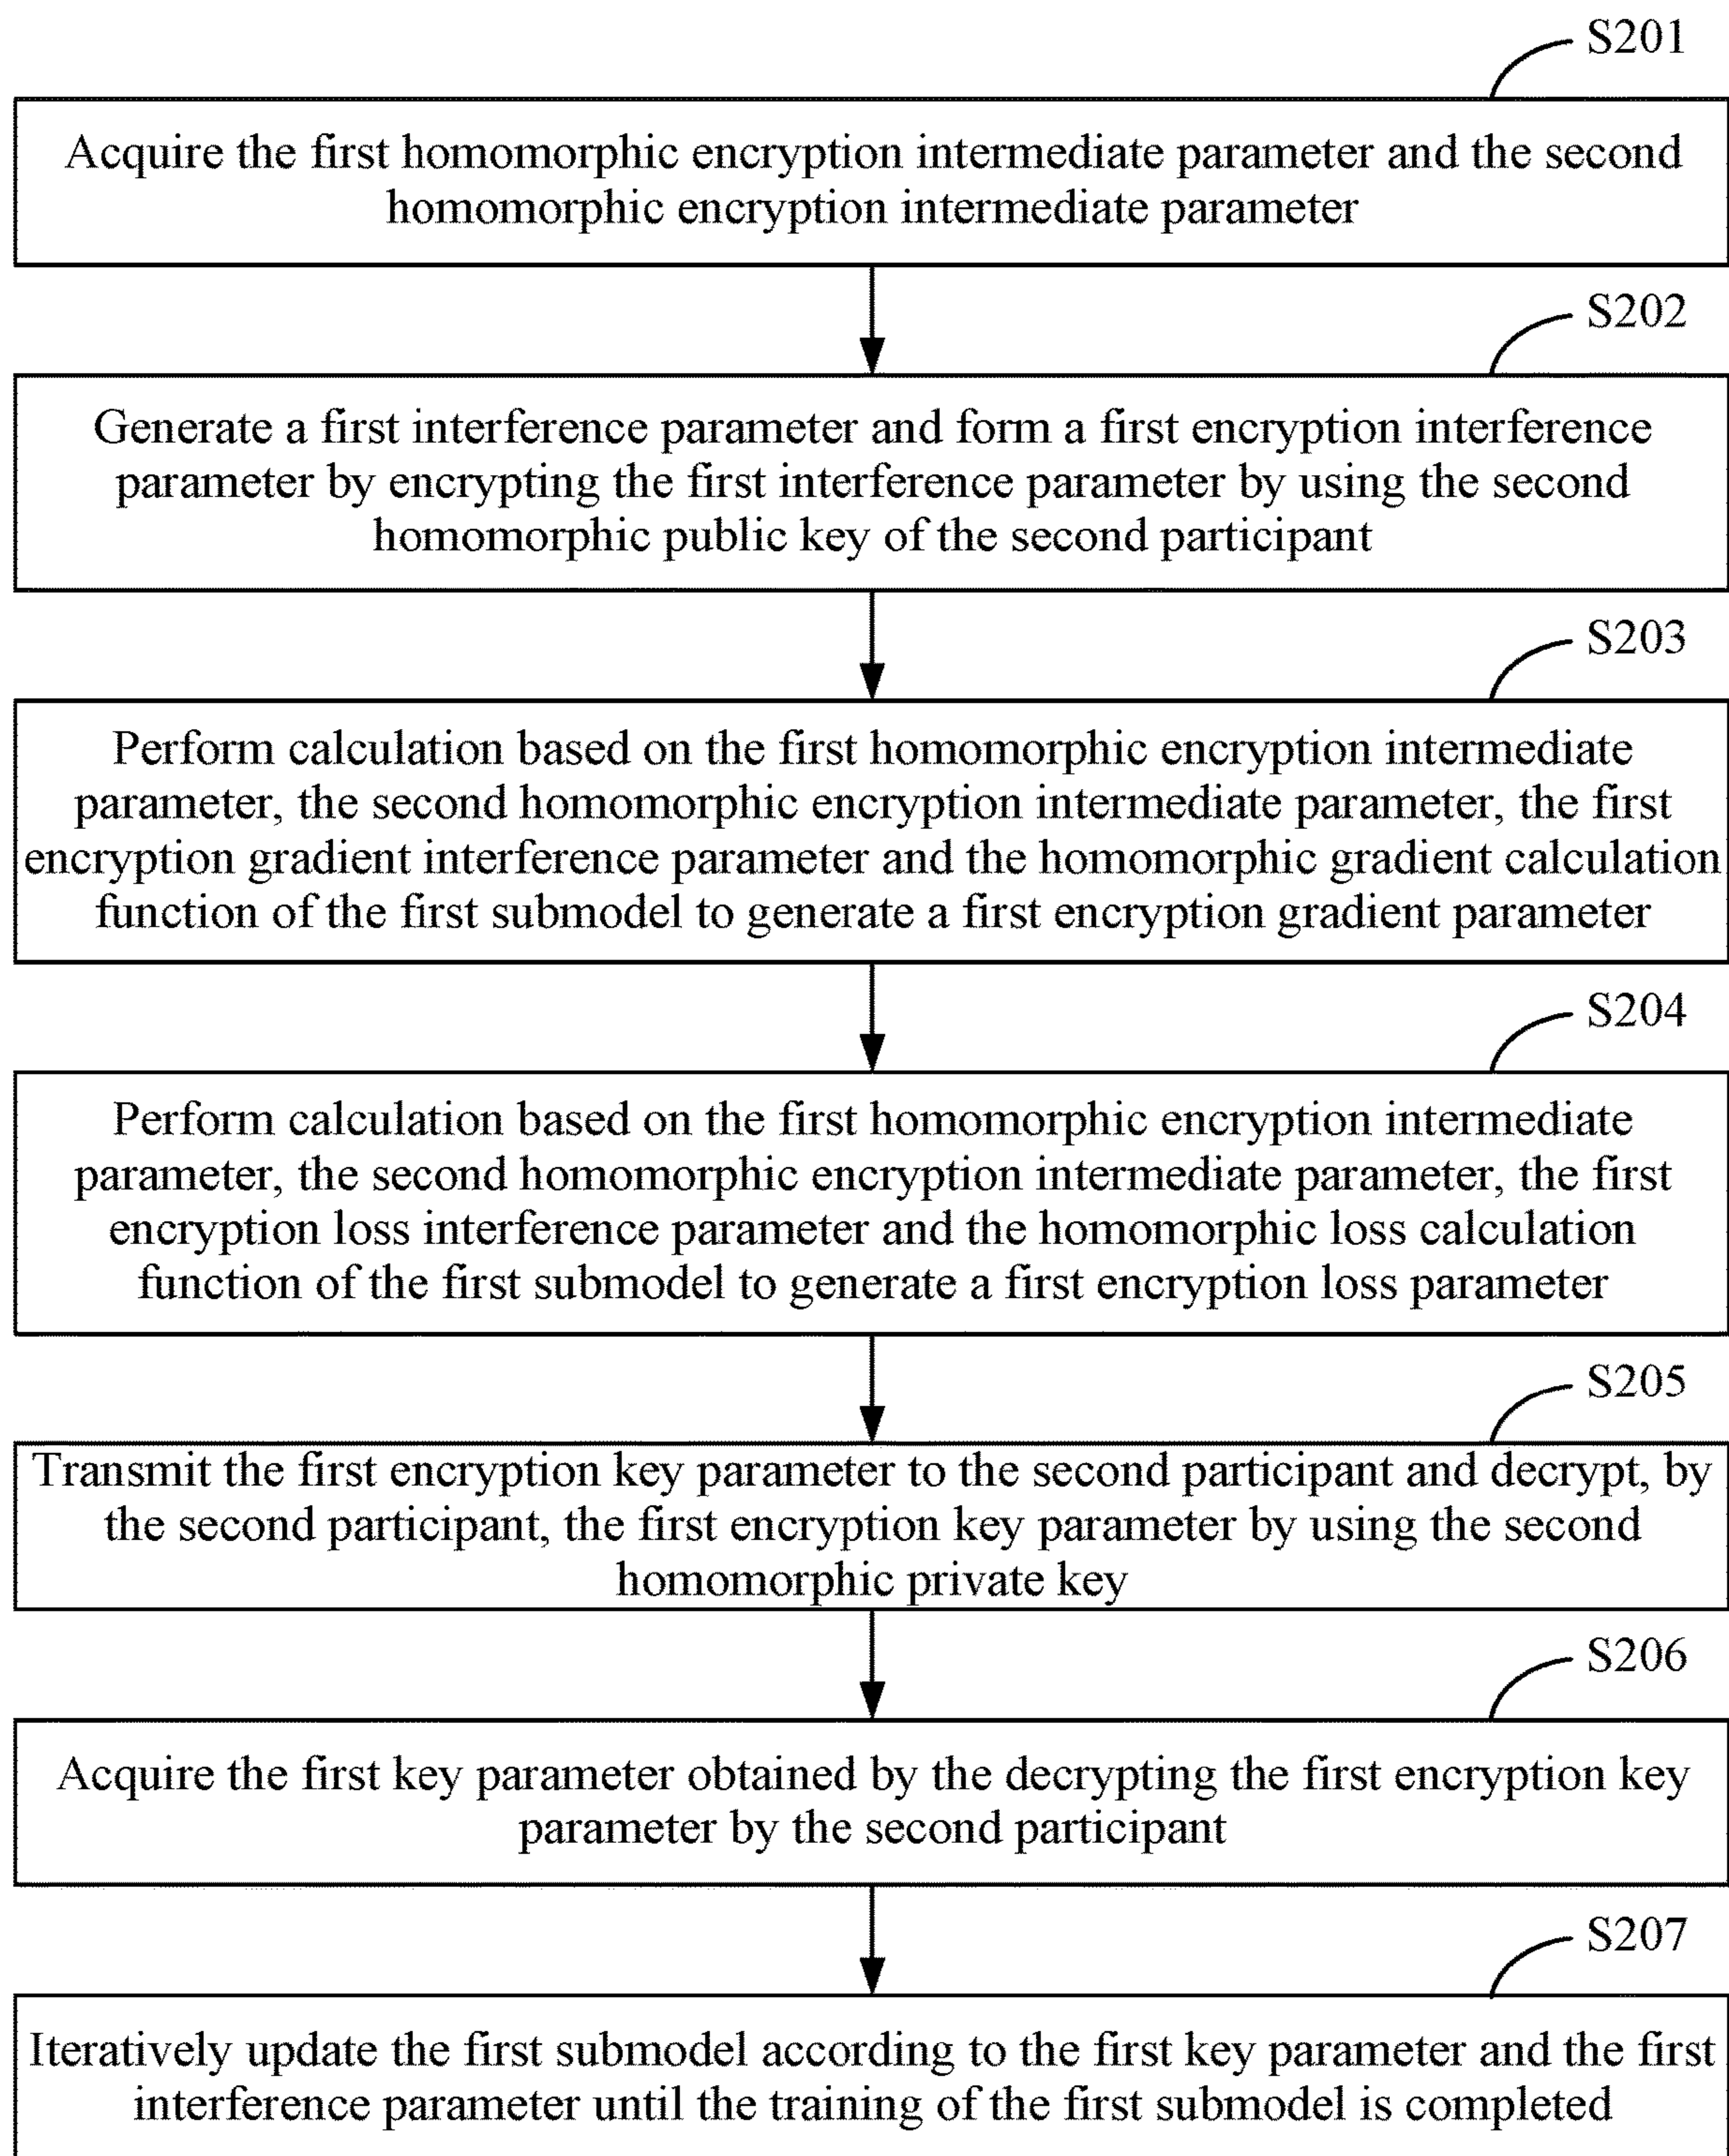 S201
Acquire the first homomorphic encryption intermediate parameter and the second
homomorphic encryption intermediate parameter
S202
Generate a first interference parameter and form a first encryption interference
parameter by encrypting the first interference parameter by using the second
homomorphic public key of the second participant
S203
Perform calculation based on the first homomorphic encryption intermediate
parameter, the second homomorphic encryption intermediate parameter, the first
encryption gradient interference parameter and the homomorphic gradient calculation
function of the first submodel to generate a first encryption gradient parameter
S204
Perform calculation based on the first homomorphic encryption intermediate
parameter, the second homomorphic encryption intermediate parameter, the first
encryption loss interference parameter and the homomorphic loss calculation
function of the first submodel to generate a first encryption loss parameter
S205
Transmit the first encryption key parameter to the second participant and decrypt, by
the second participant, the first encryption key parameter by using the second
homomorphic private key
S206
Acquire the first key parameter obtained by the decrypting the first encryption key
parameter by the second participant
S207
Iteratively update the first submodel according to the first key parameter and the first
interference parameter until the training of the first submodel is completed